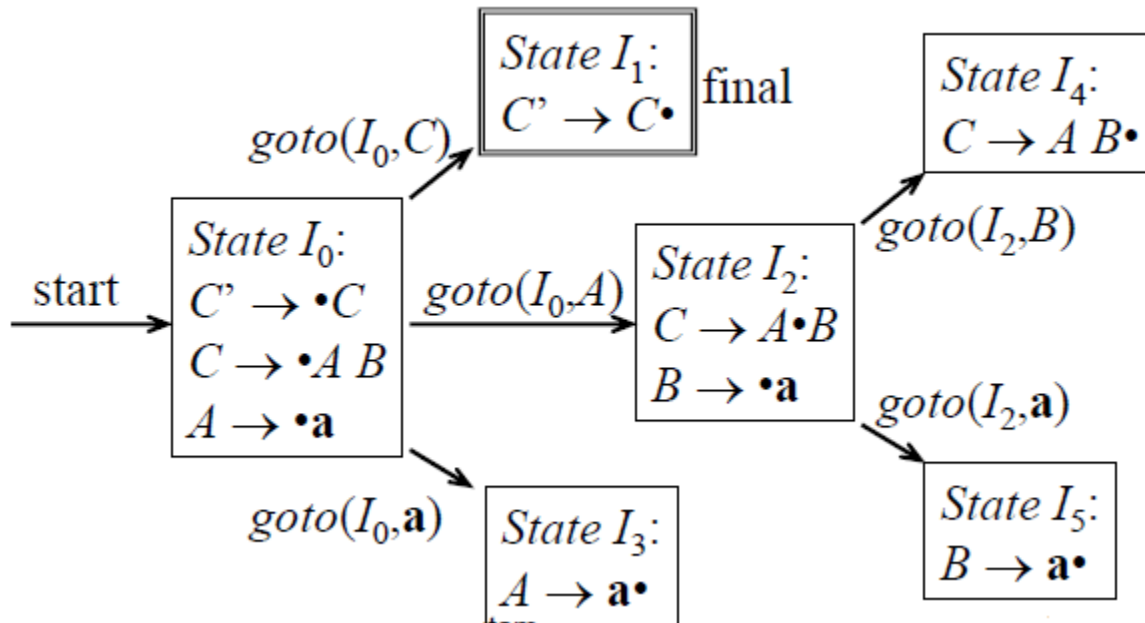 State I₁:
C’ → C•
final
State I₄:
C → A B•
goto(I₀,C)
goto(I₂,B)
start
State I₀:
C’ → •C
C → •A B
A → •a
goto(I₀,A)
State I₂:
C → A•B
B → •a
goto(I₂,a)
goto(I₀,a)
State I₃:
A → a•
State I₅:
B → a•